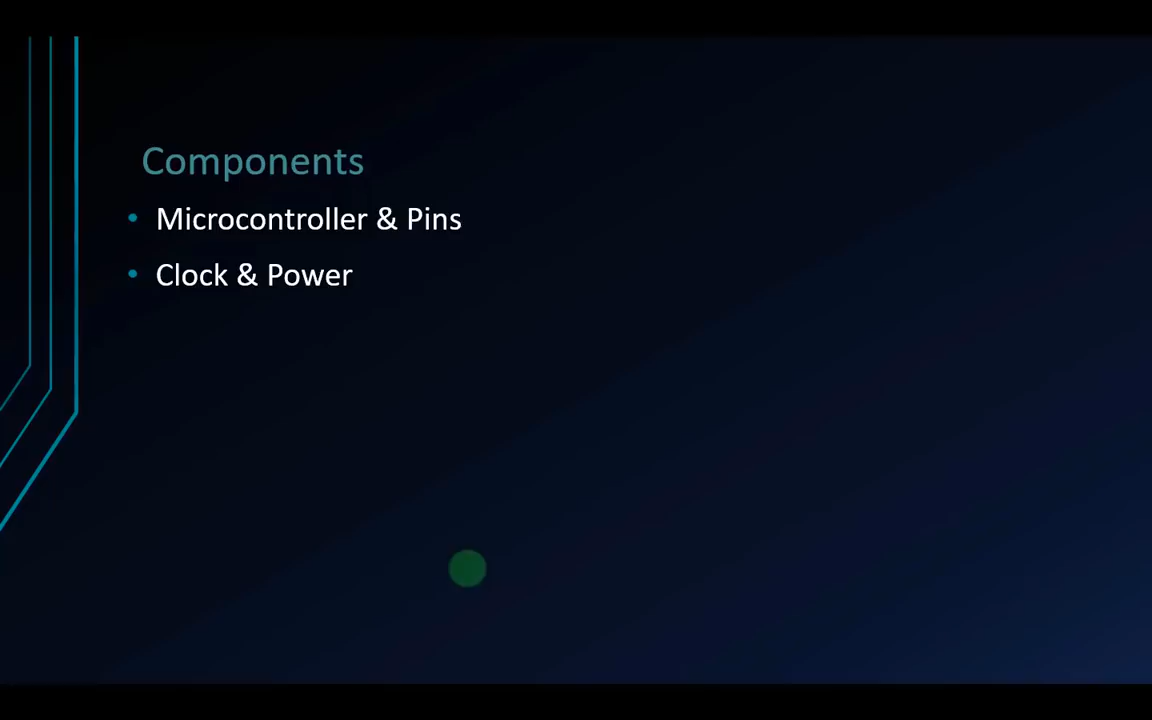 Components
• Microcontroller & Pins
• Clock & Power